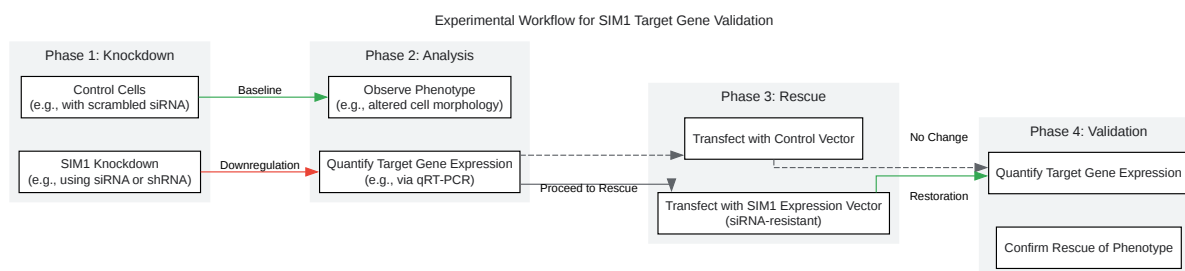 Experimental Workflow for SIM1 Target Gene Validation
Phase 1: Knockdown
Control Cells
(e.g., with scrambled siRNA)
SIM1 Knockdown
(e.g., using siRNA or shRNA)
Baseline
Downregulation
Phase 2: Analysis
Observe Phenotype
(e.g., altered cell morphology)
Quantify Target Gene Expression
(e.g., via qRT-PCR)
Proceed to Rescue
Phase 3: Rescue
Transfect with Control Vector
Transfect with SIM1 Expression Vector
(siRNA-resistant)
No Change
Restoration
Phase 4: Validation
Quantify Target Gene Expression
Confirm Rescue of Phenotype